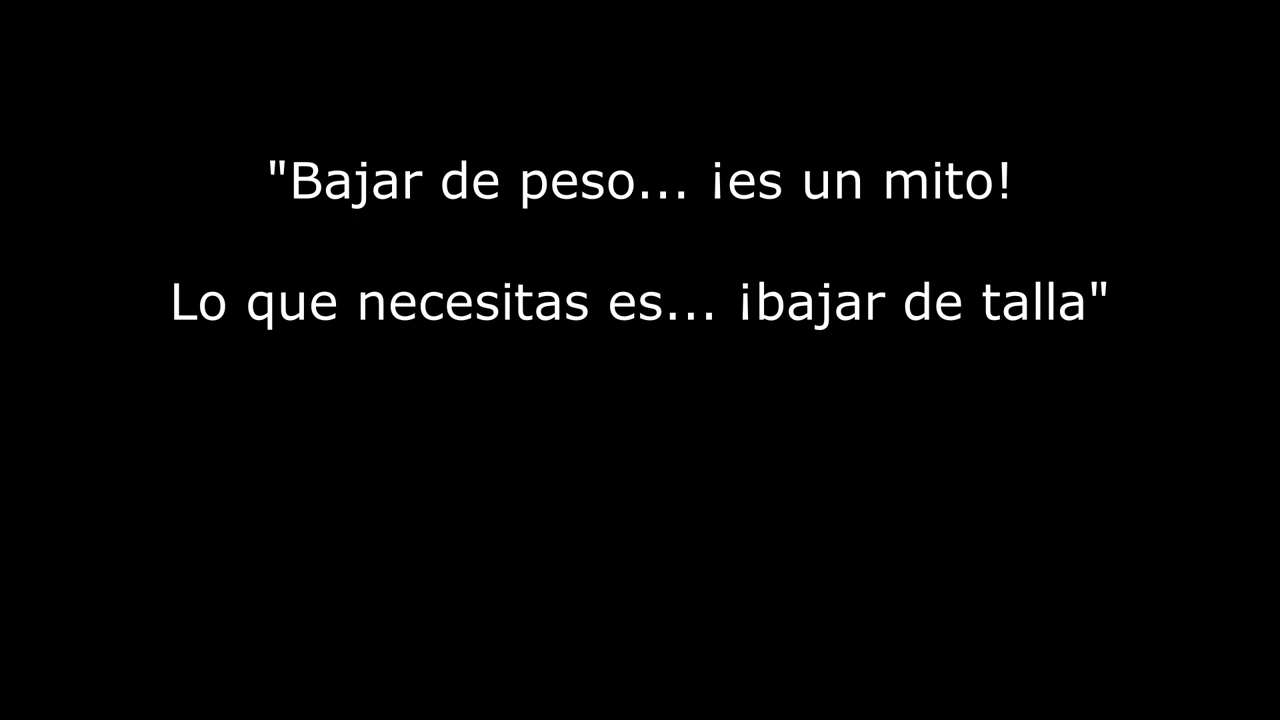 "Bajar de peso... ¡es un mito!
Lo que necesitas es... ¡bajar de talla"